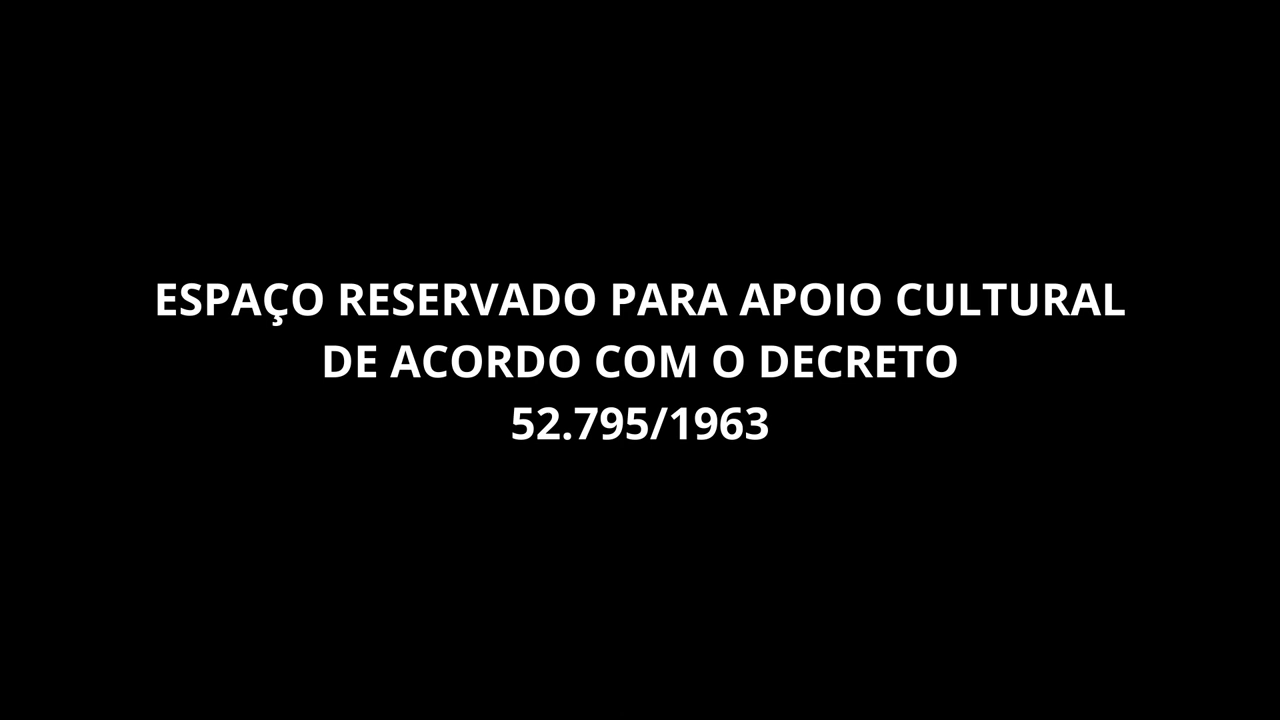 ESPAÇO RESERVADO PARA APOIO CULTURAL
DE ACORDO COM O DECRETO
52.795/1963